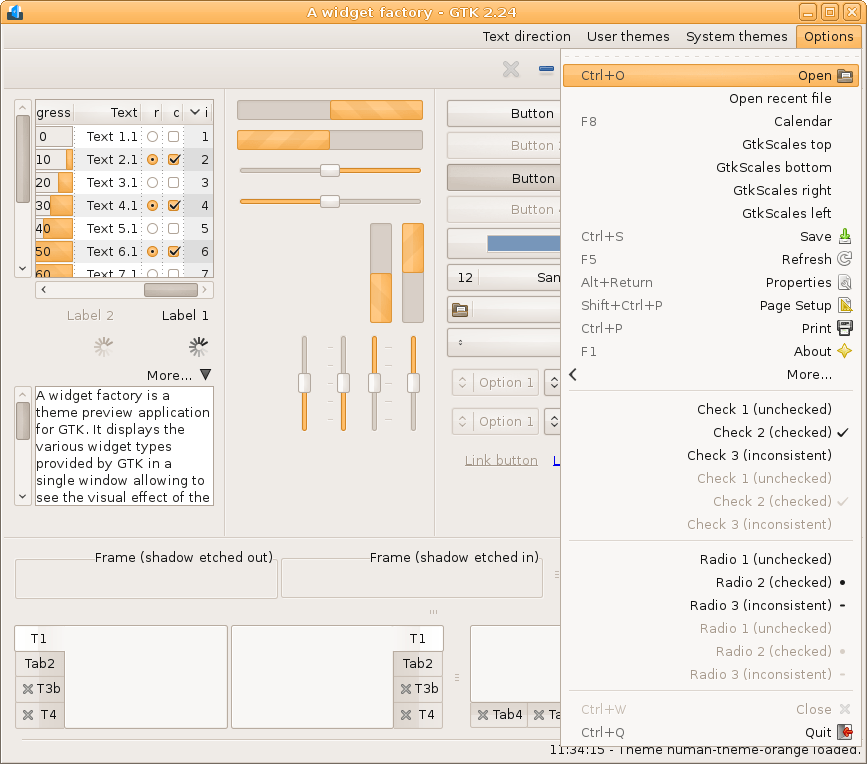 A widget factory - GTK 2.24
Text direction User themes System themes Options
Ctrl+O Open
Open recent file
F8 Calendar
GtkScales top
GtkScales bottom
GtkScales right
GtkScales left
Ctrl+S Save
F5 Refresh
Alt+Return Properties
Shift+Ctrl+P Page Setup
Ctrl+P Print
F1 About
More...
Check 1 (unchecked)
Check 2 (checked)
Check 3 (inconsistent)
Check 1 (unchecked)
Check 2 (checked)
Check 3 (inconsistent)
Radio 1 (unchecked)
Radio 2 (checked)
Radio 3 (inconsistent)
Radio 1 (unchecked)
Radio 2 (checked)
Radio 3 (inconsistent)
Ctrl+W Close
Ctrl+Q Quit
gress Text r c i
0 Text 1.1 1
10 Text 2.1 2
20 Text 3.1 3
30 Text 4.1 4
40 Text 5.1 5
50 Text 6.1 6
60 Text 7.1 7
Label 2 Label 1
More...
A widget factory is a
theme preview application
for GTK. It displays the
various widget types
provided by GTK in a
single window allowing to
see the visual effect of the
Button
Button
Button
Button
12 San
Option 1
Option 1
Link button L
Frame (shadow etched out) Frame (shadow etched in)
T1
Tab2
T3b
T4
T1
Tab2
T3b
T4
Tab4 Ta
11:34:15 - Theme human-theme-orange loaded.